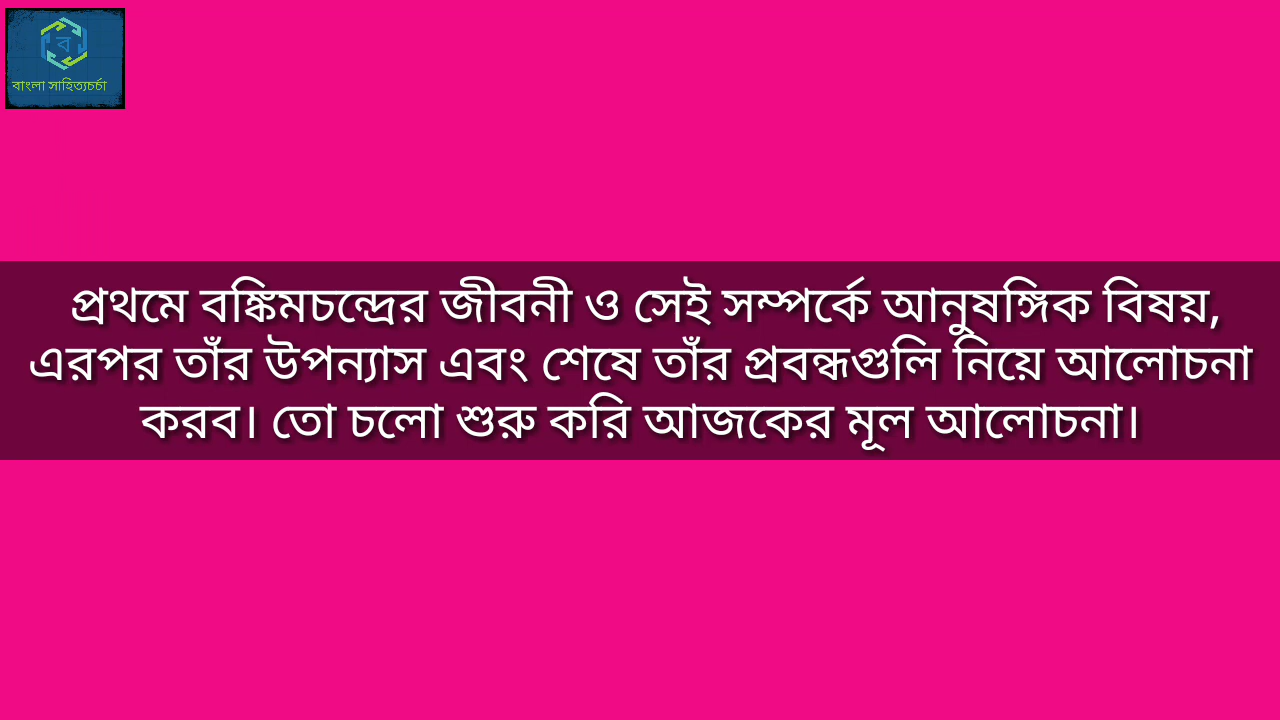 ব
বাংলা সাহিত্যচর্চা
প্রথমে বঙ্কিমচন্দ্রের জীবনী ও সেই সম্পর্কে আনুষঙ্গিক বিষয়,
এরপর তাঁর উপন্যাস এবং শেষে তাঁর প্রবন্ধগুলি নিয়ে আলোচনা
করব। তো চলো শুরু করি আজকের মূল আলোচনা।